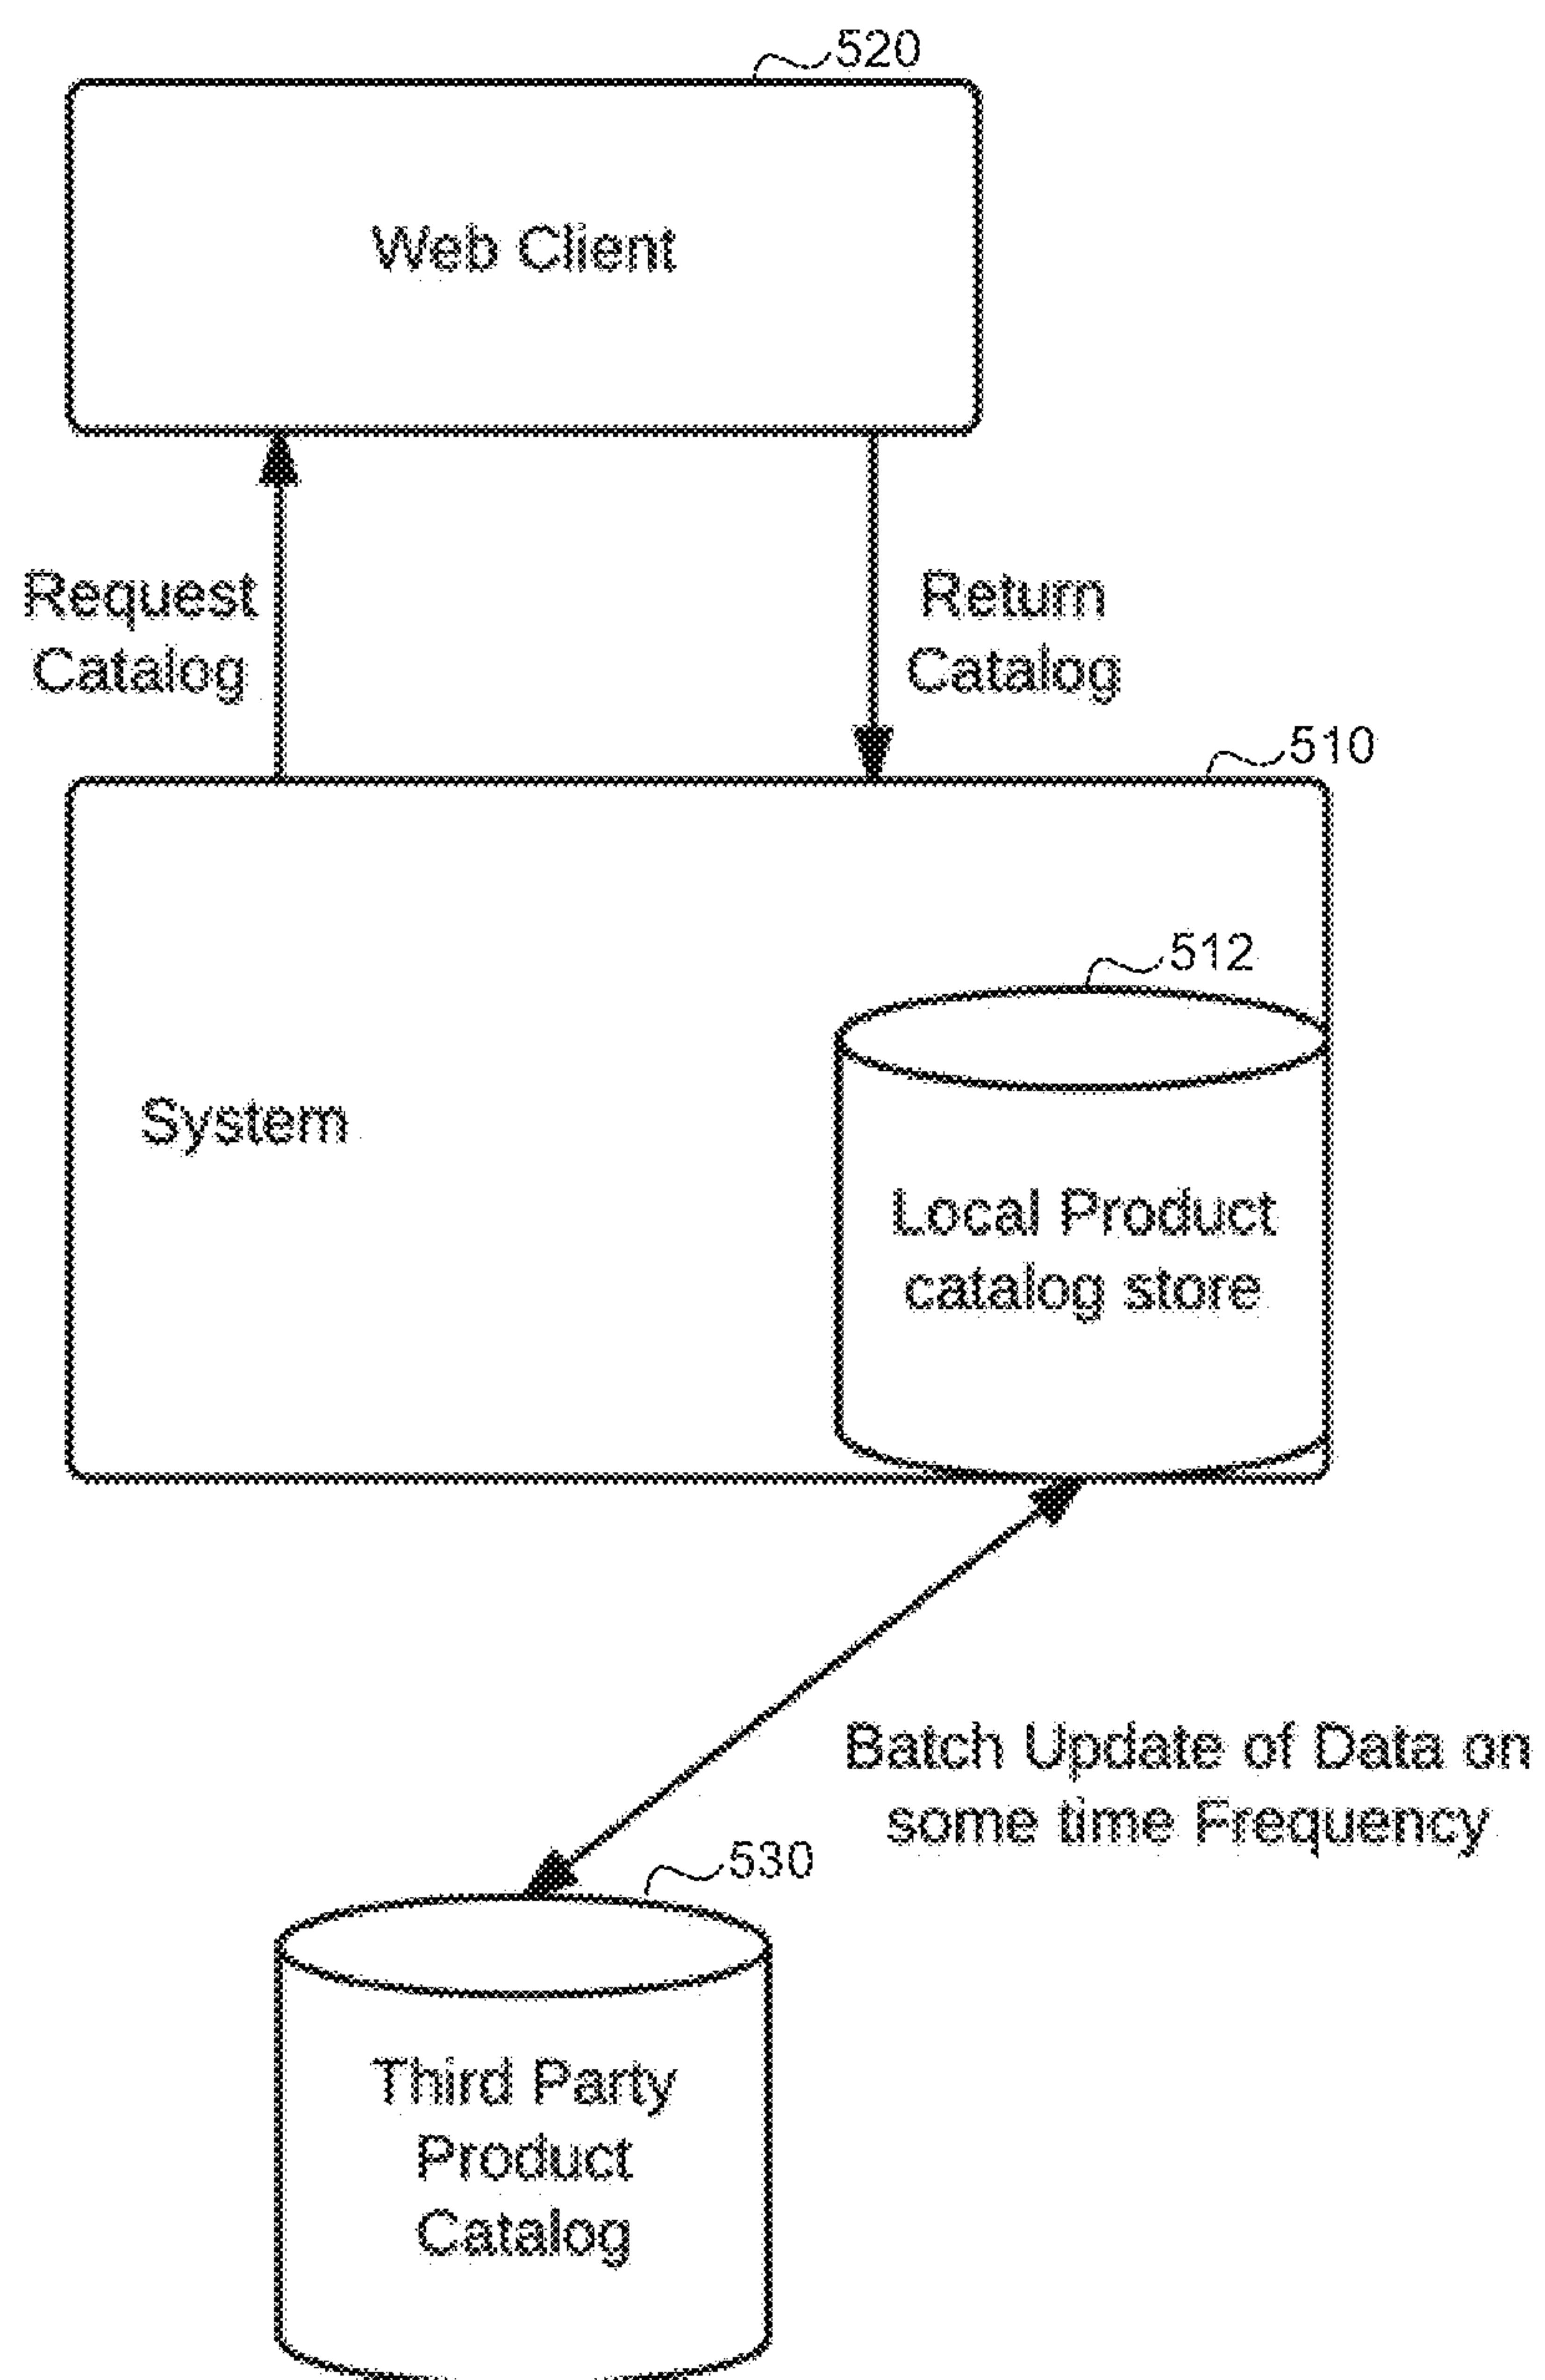 520
Web Client
Request
Catalog
Return
Catalog
510
512
System
Local Product
catalog store
Batch Update of Data on
some time Frequency
530
Third Party
Product
Catalog